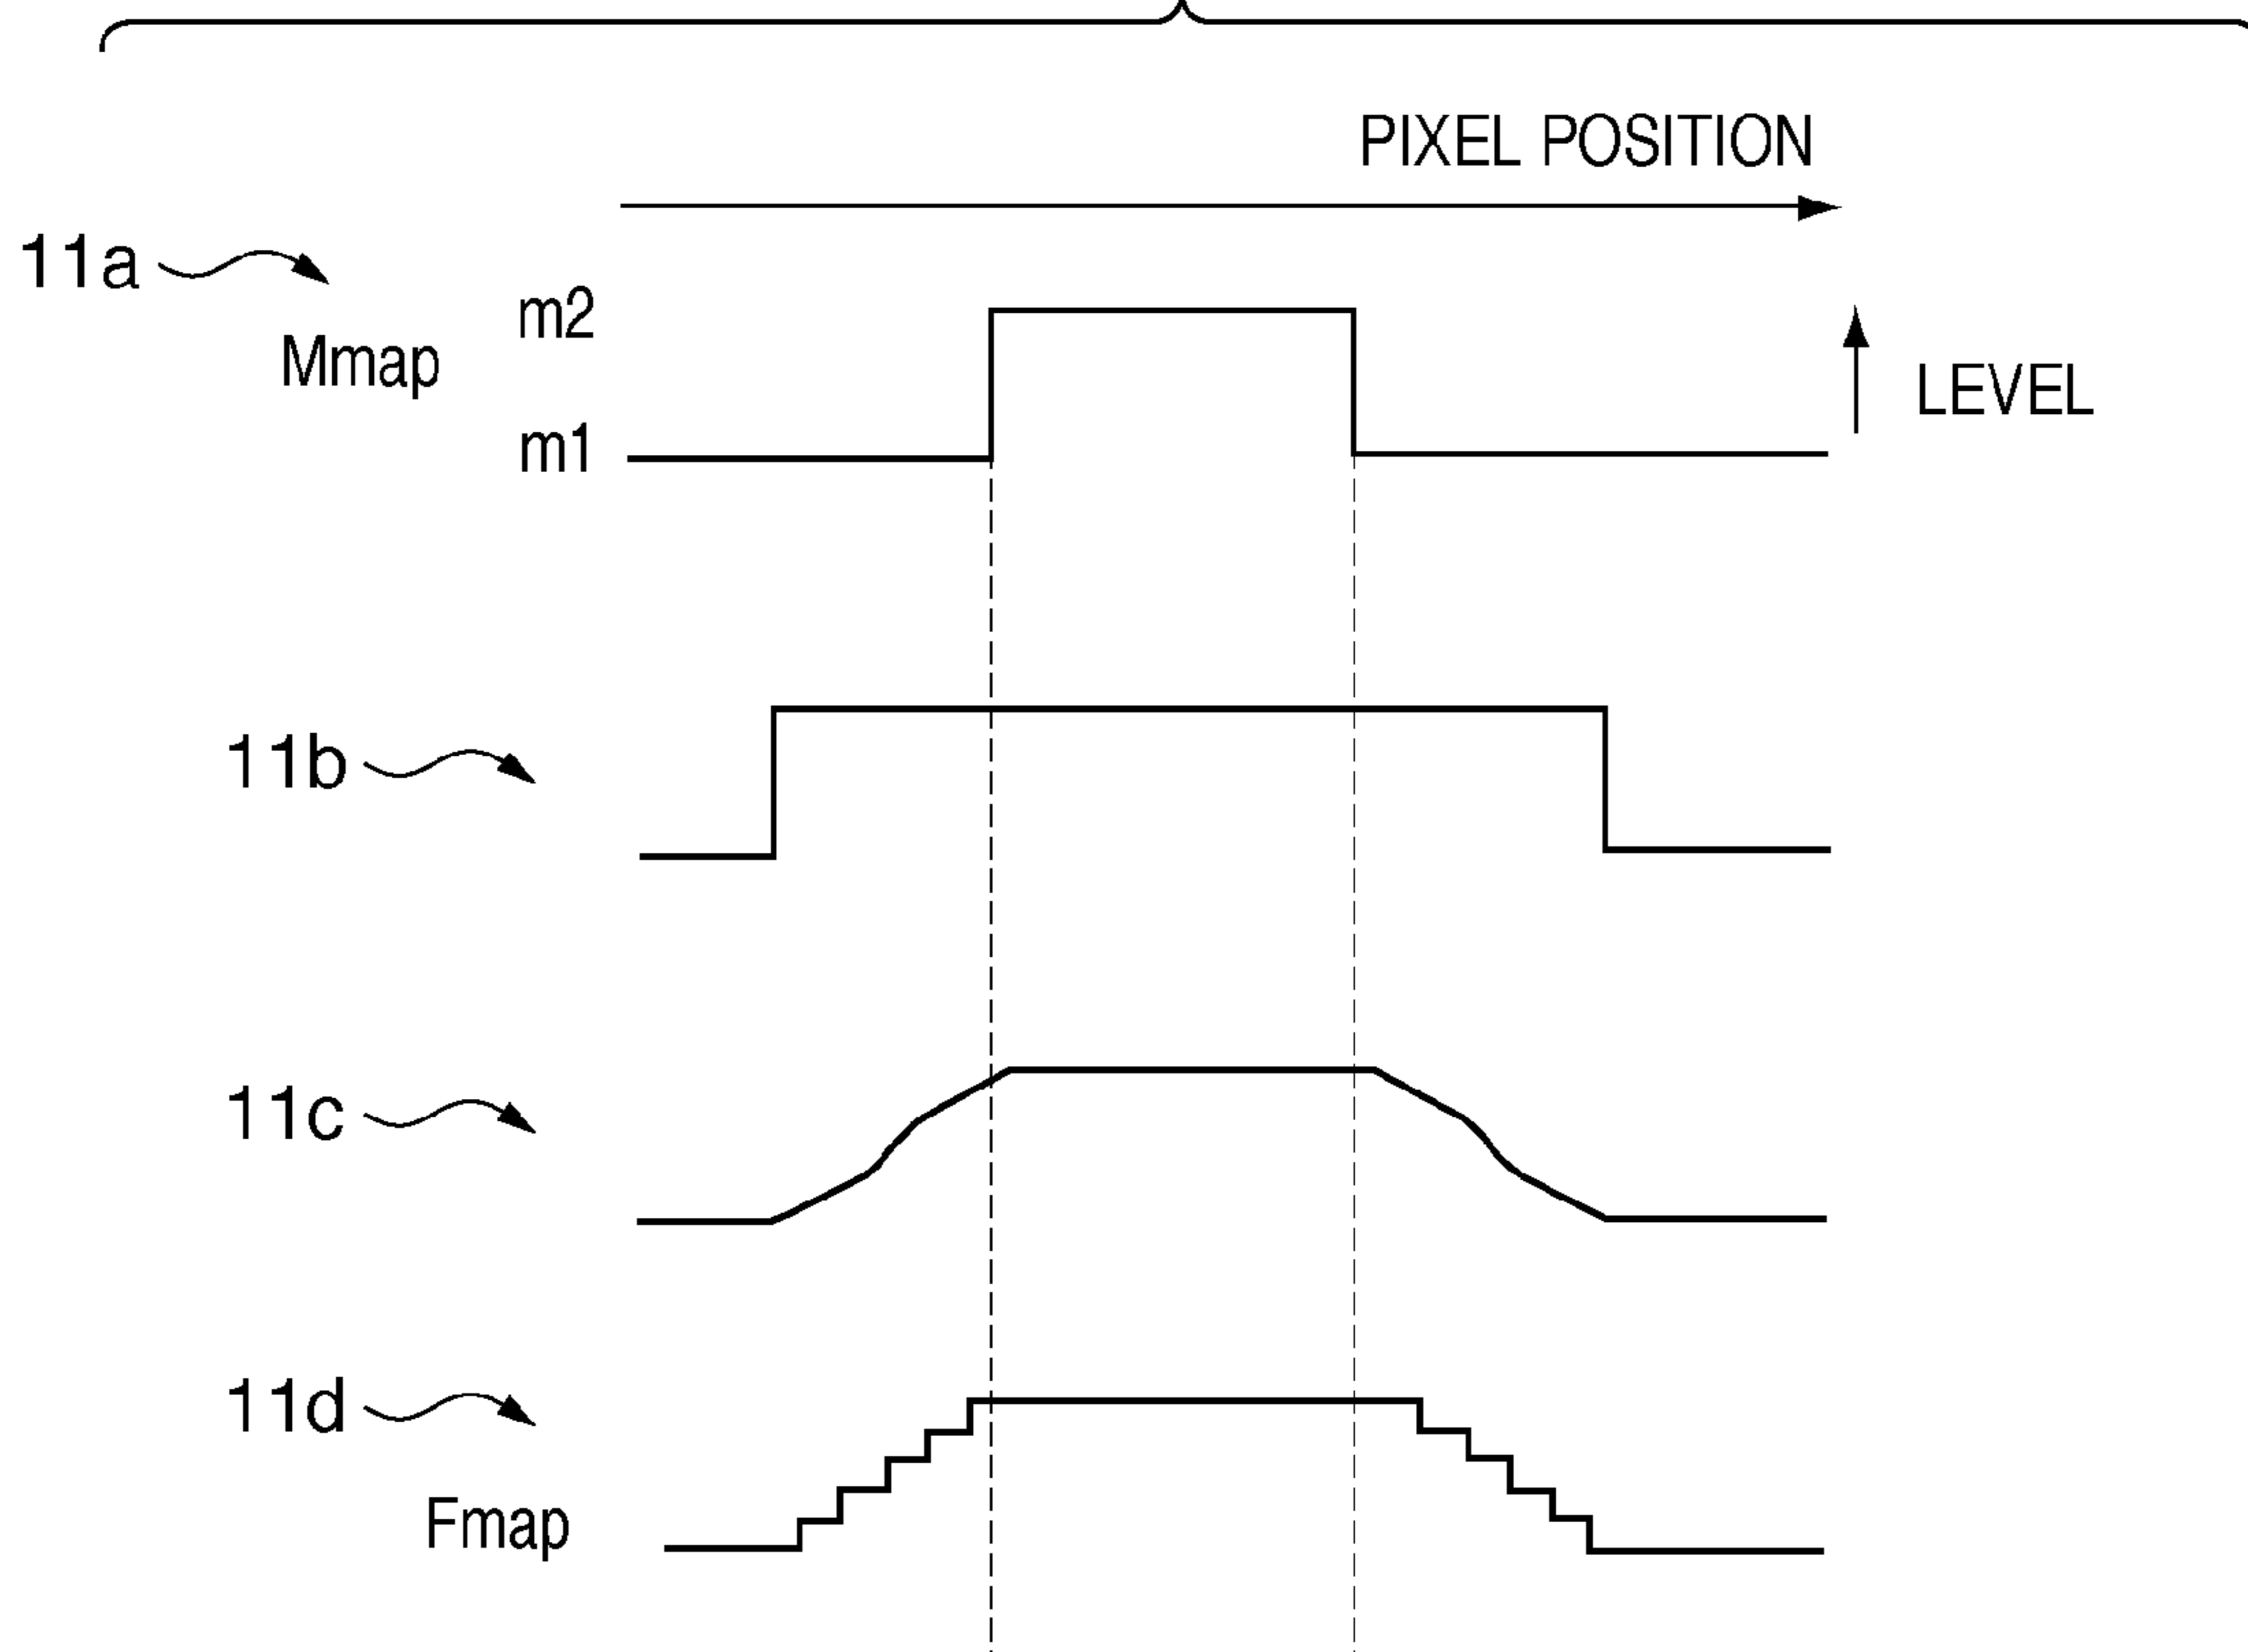 PIXEL POSITION
11a
m2
Mmap
LEVEL
m1
11b
11c
11d
Fmap